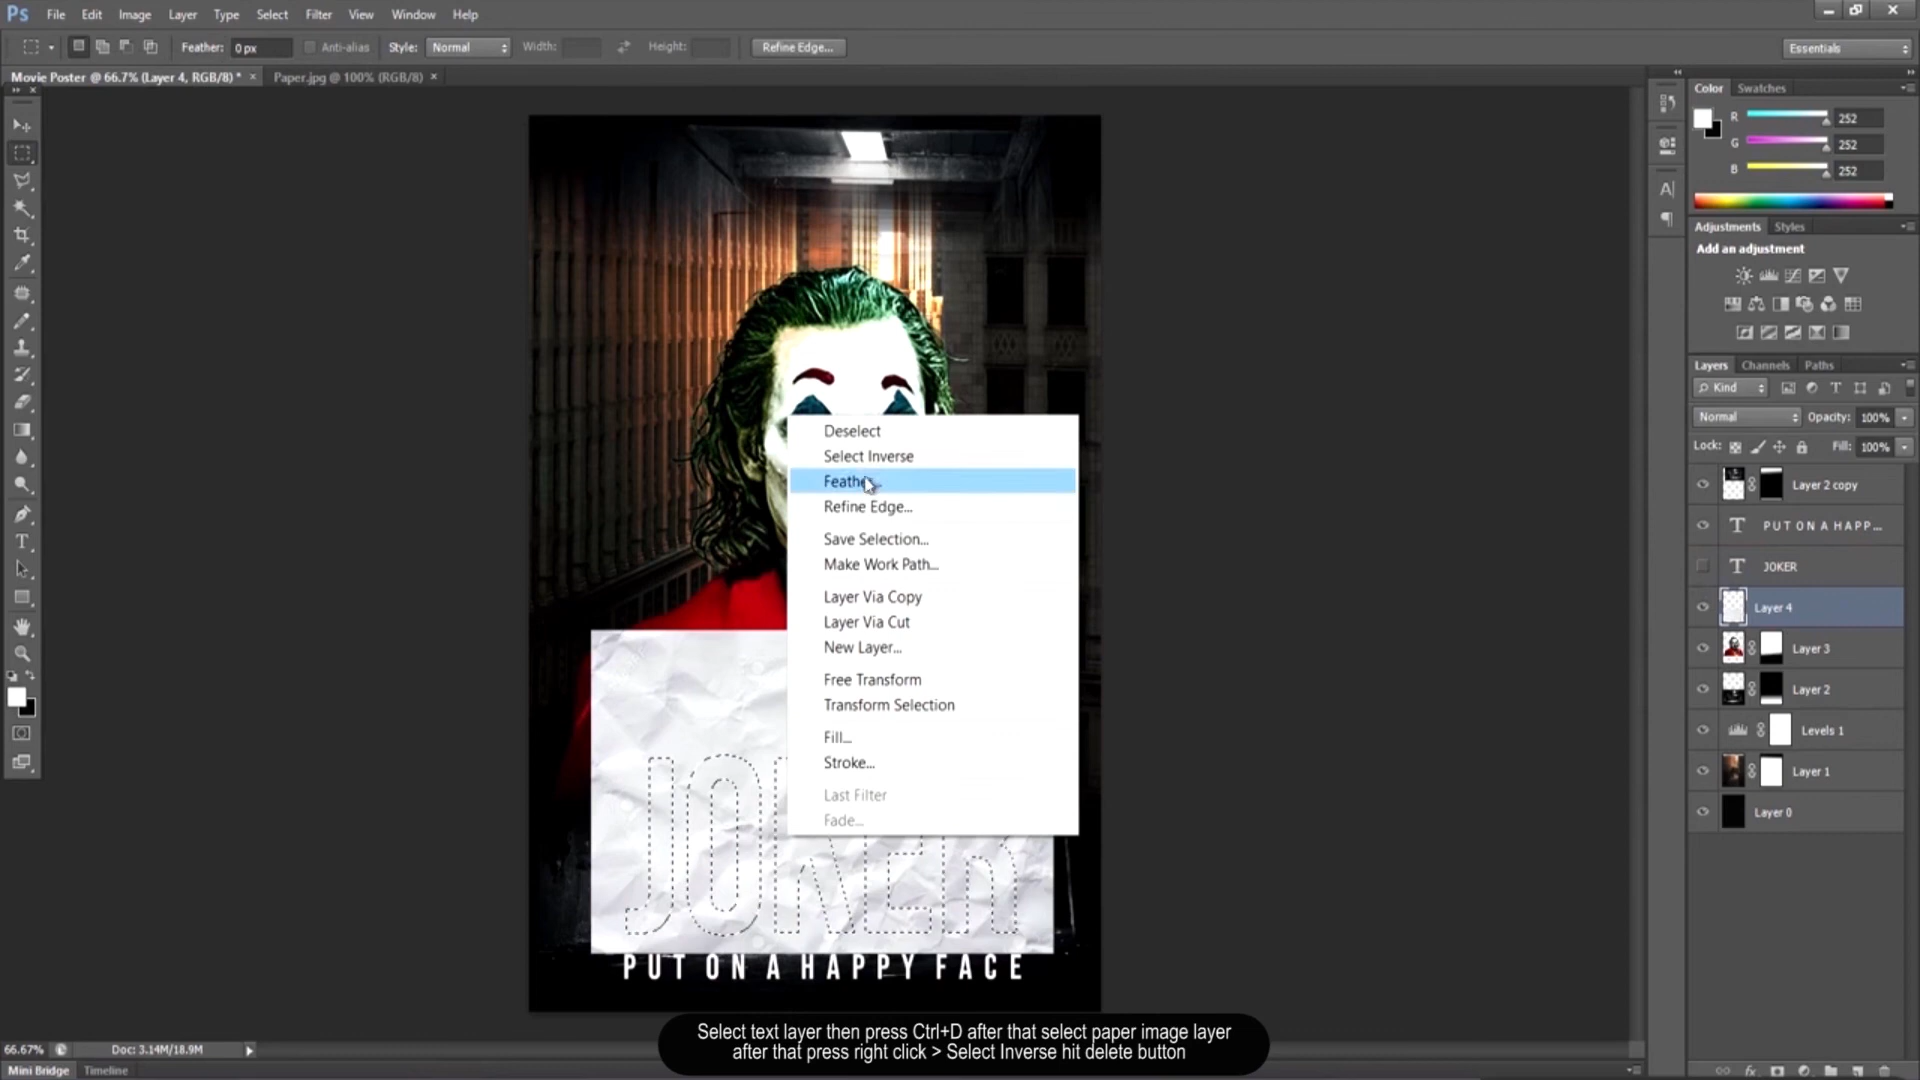 Ps File Edit Image Layer Type Select Filter View Window Help
Feather: 0 px Anti-alias Style: Normal Width: Height: Refine Edge... Essentials
Movie Poster @ 66.7% (Layer 4, RGB/8) * × Paper.jpg @ 100% (RGB/8) ×
Color Swatches
R 252
G 252
B 252
Adjustments Styles
Add an adjustment
Layers Channels Paths
Kind
Normal Opacity: 100%
Lock: Fill: 100%
Layer 2 copy
PUT ON A HAPP...
JOKER
Layer 4
Layer 3
Layer 2
Levels 1
Layer 1
Layer 0
Deselect
Select Inverse
Feather...
Refine Edge...
Save Selection...
Make Work Path...
Layer Via Copy
Layer Via Cut
New Layer...
Free Transform
Transform Selection
Fill...
Stroke...
Last Filter
Fade...
JOKER
PUT ON A HAPPY FACE
Select text layer then press Ctrl+D after that select paper image layer
after that press right click > Select Inverse hit delete button
66.67% Doc: 3.14M/18.9M
Mini Bridge Timeline